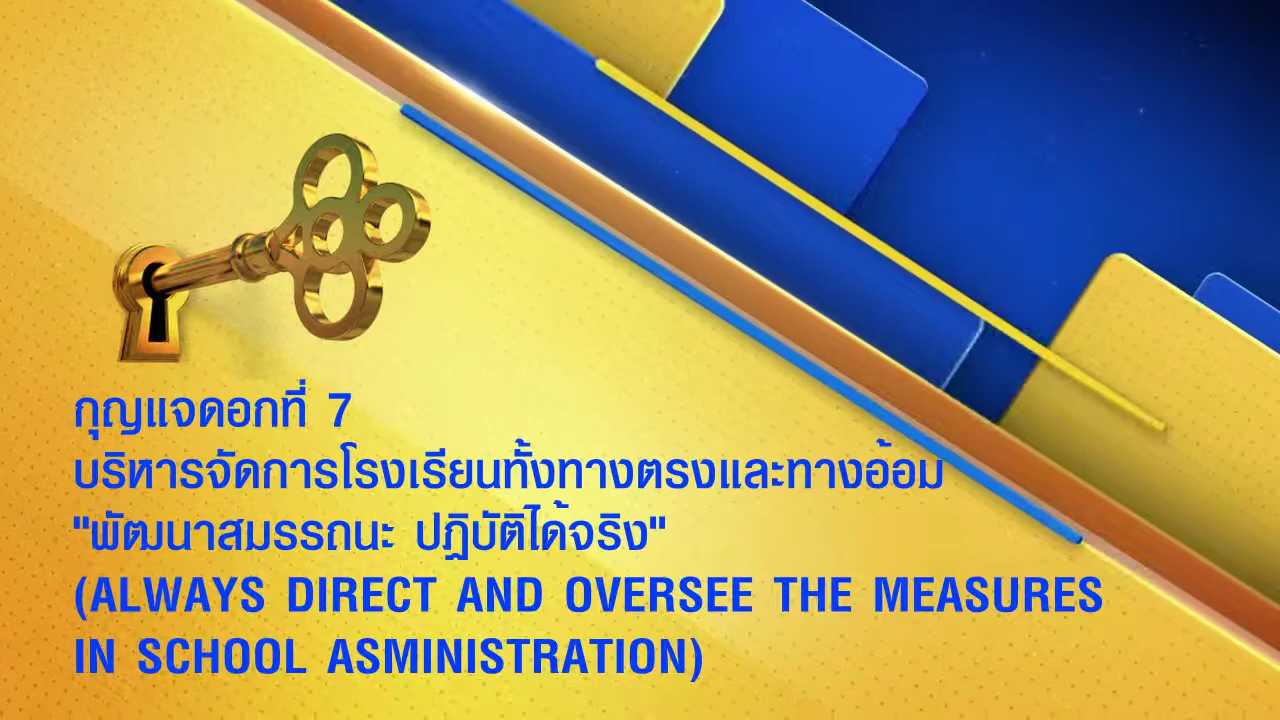 กุญแจดอกที่ 7
บริหารจัดการโรงเรียนทั้งทางตรงและทางอ้อม
"พัฒนาสมรรถนะ ปฏิบัติได้จริง"
(ALWAYS DIRECT AND OVERSEE THE MEASURES
IN SCHOOL ASMINISTRATION)